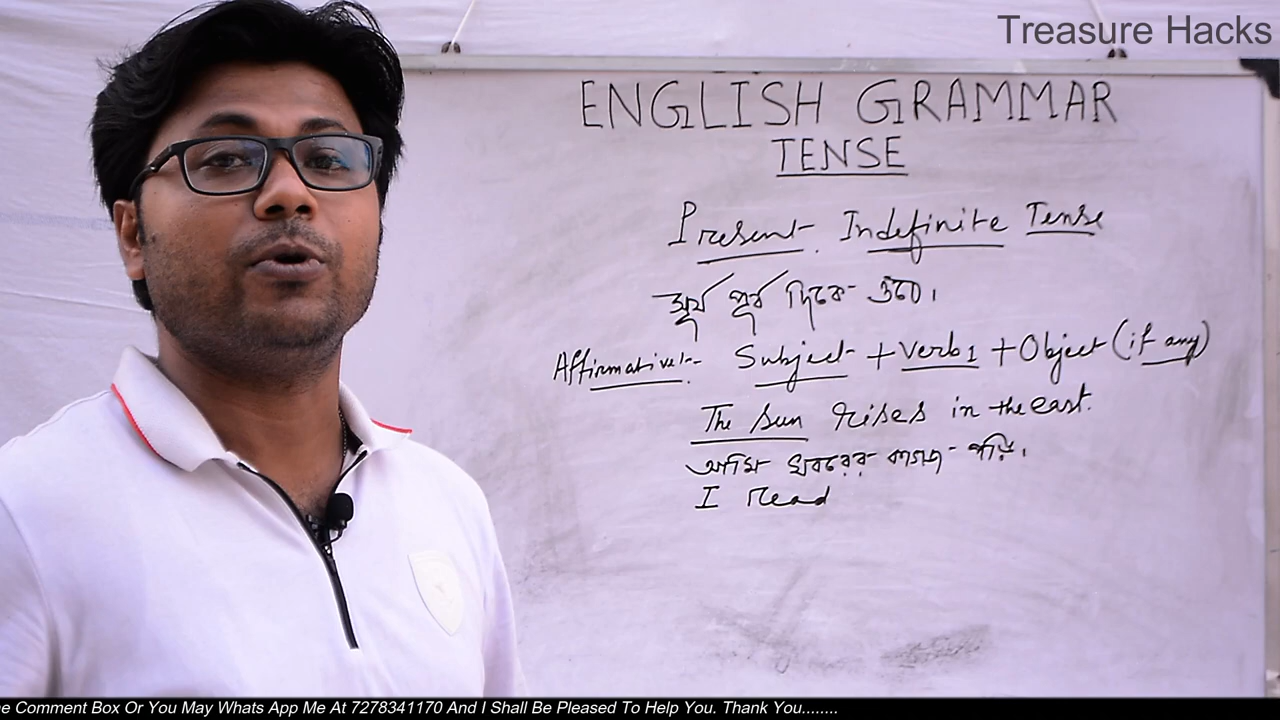 Treasure Hacks
ENGLISH GRAMMAR
TENSE
Present Indefinite Tense
সূর্য পূর্ব দিকে ওঠে।
Affirmative:- Subject + Verb1 + Object (if any)
The Sun rises in the east.
আমি খবরের কাগজ পড়ি।
I read
e Comment Box Or You May Whats App Me At 7278341170 And I Shall Be Pleased To Help You. Thank You........